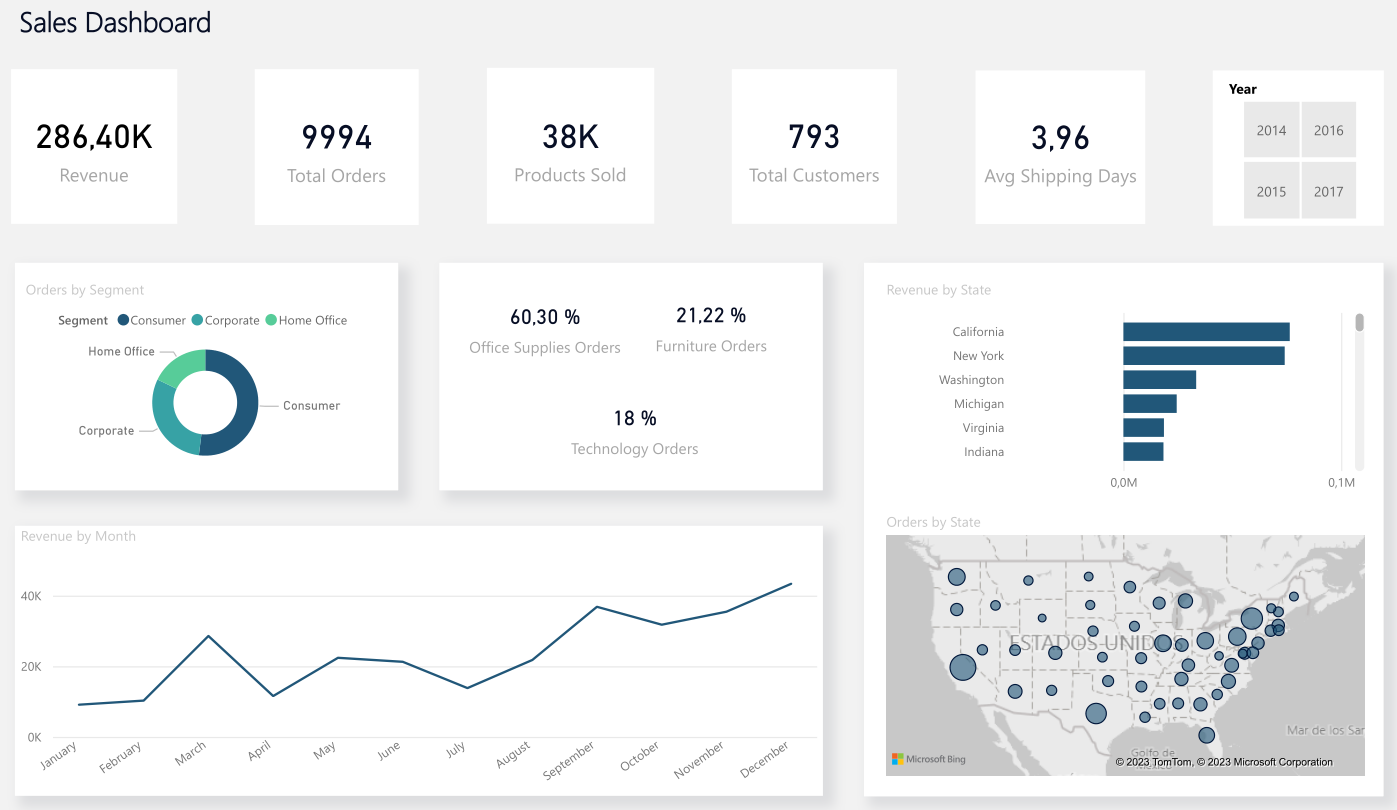 Sales Dashboard
286,40K
Revenue
9994
Total Orders
38K
Products Sold
793
Total Customers
3,96
Avg Shipping Days
Year
2014 2016
2015 2017
Orders by Segment
Segment Consumer Corporate Home Office
Home Office
Consumer
Corporate
60,30 %
Office Supplies Orders
21,22 %
Furniture Orders
18 %
Technology Orders
Revenue by State
California
New York
Washington
Michigan
Virginia
Indiana
0,0M 0,1M
Revenue by Month
40K
20K
0K
January February March April May June July August September October November December
Orders by State
ESTADOS UNIDOS
Mar de los Sar
Golfo de
Microsoft Bing
© 2023 TomTom, © 2023 Microsoft Corporation